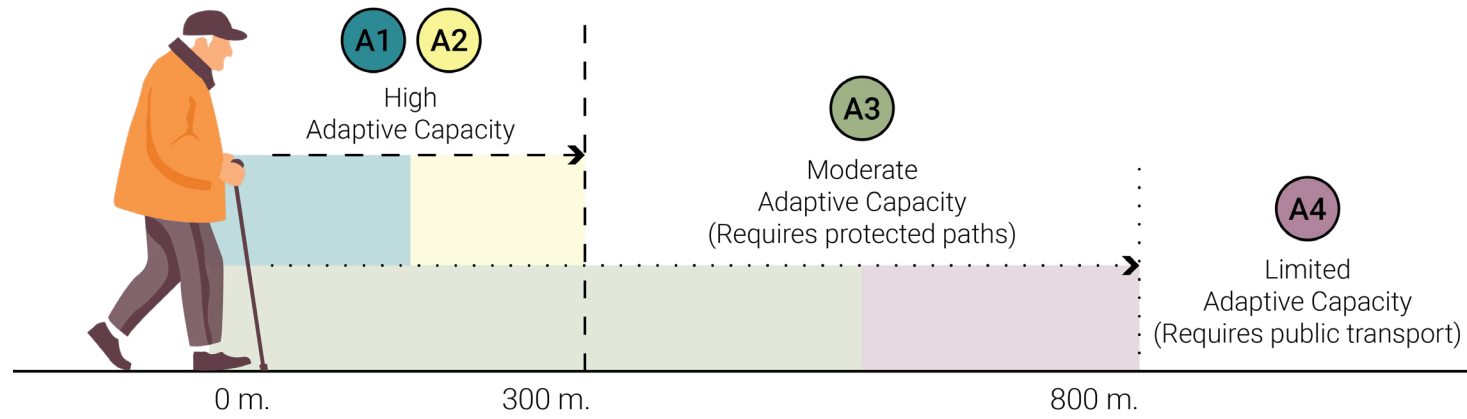 A1 A2
High
Adaptive Capacity
A3
Moderate
Adaptive Capacity
(Requires protected paths)
A4
Limited
Adaptive Capacity
(Requires public transport)
0 m. 300 m. 800 m.